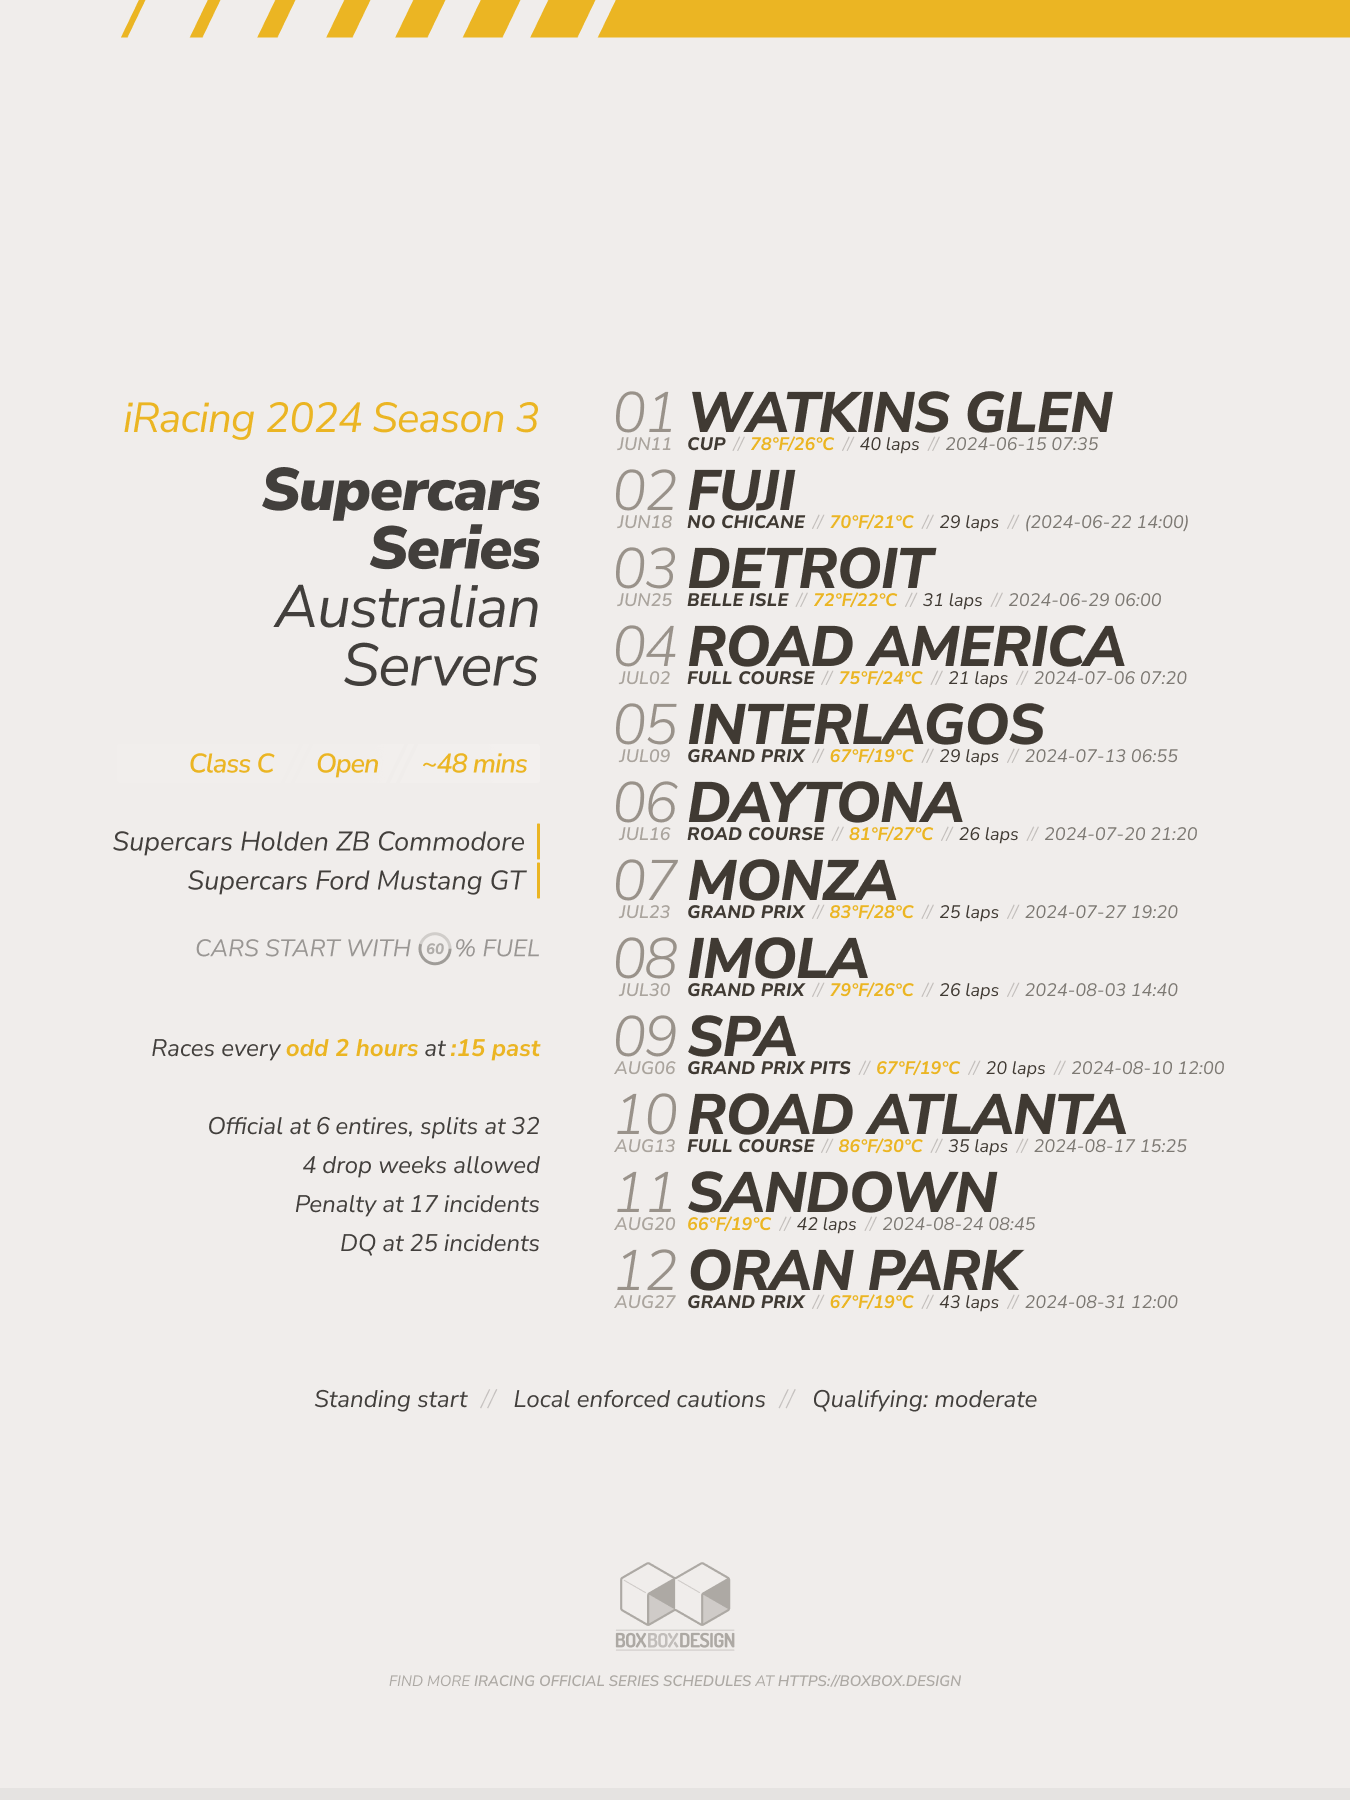 iRacing 2024 Season 3
Supercars
Series
Australian
Servers
Class C // Open // ~48 mins
Supercars Holden ZB Commodore
Supercars Ford Mustang GT
CARS START WITH 60 % FUEL
Races every odd 2 hours at :15 past
Official at 6 entires, splits at 32
4 drop weeks allowed
Penalty at 17 incidents
DQ at 25 incidents
01 WATKINS GLEN
JUN11 CUP // 78°F/26°C // 40 laps // 2024-06-15 07:35
02 FUJI
JUN18 NO CHICANE // 70°F/21°C // 29 laps // (2024-06-22 14:00)
03 DETROIT
JUN25 BELLE ISLE // 72°F/22°C // 31 laps // 2024-06-29 06:00
04 ROAD AMERICA
JUL02 FULL COURSE // 75°F/24°C // 21 laps // 2024-07-06 07:20
05 INTERLAGOS
JUL09 GRAND PRIX // 67°F/19°C // 29 laps // 2024-07-13 06:55
06 DAYTONA
JUL16 ROAD COURSE // 81°F/27°C // 26 laps // 2024-07-20 21:20
07 MONZA
JUL23 GRAND PRIX // 83°F/28°C // 25 laps // 2024-07-27 19:20
08 IMOLA
JUL30 GRAND PRIX // 79°F/26°C // 26 laps // 2024-08-03 14:40
09 SPA
AUG06 GRAND PRIX PITS // 67°F/19°C // 20 laps // 2024-08-10 12:00
10 ROAD ATLANTA
AUG13 FULL COURSE // 86°F/30°C // 35 laps // 2024-08-17 15:25
11 SANDOWN
AUG20 66°F/19°C // 42 laps // 2024-08-24 08:45
12 ORAN PARK
AUG27 GRAND PRIX // 67°F/19°C // 43 laps // 2024-08-31 12:00
Standing start // Local enforced cautions // Qualifying: moderate
BOXBOXDESIGN
FIND MORE IRACING OFFICIAL SERIES SCHEDULES AT HTTPS://BOXBOX.DESIGN